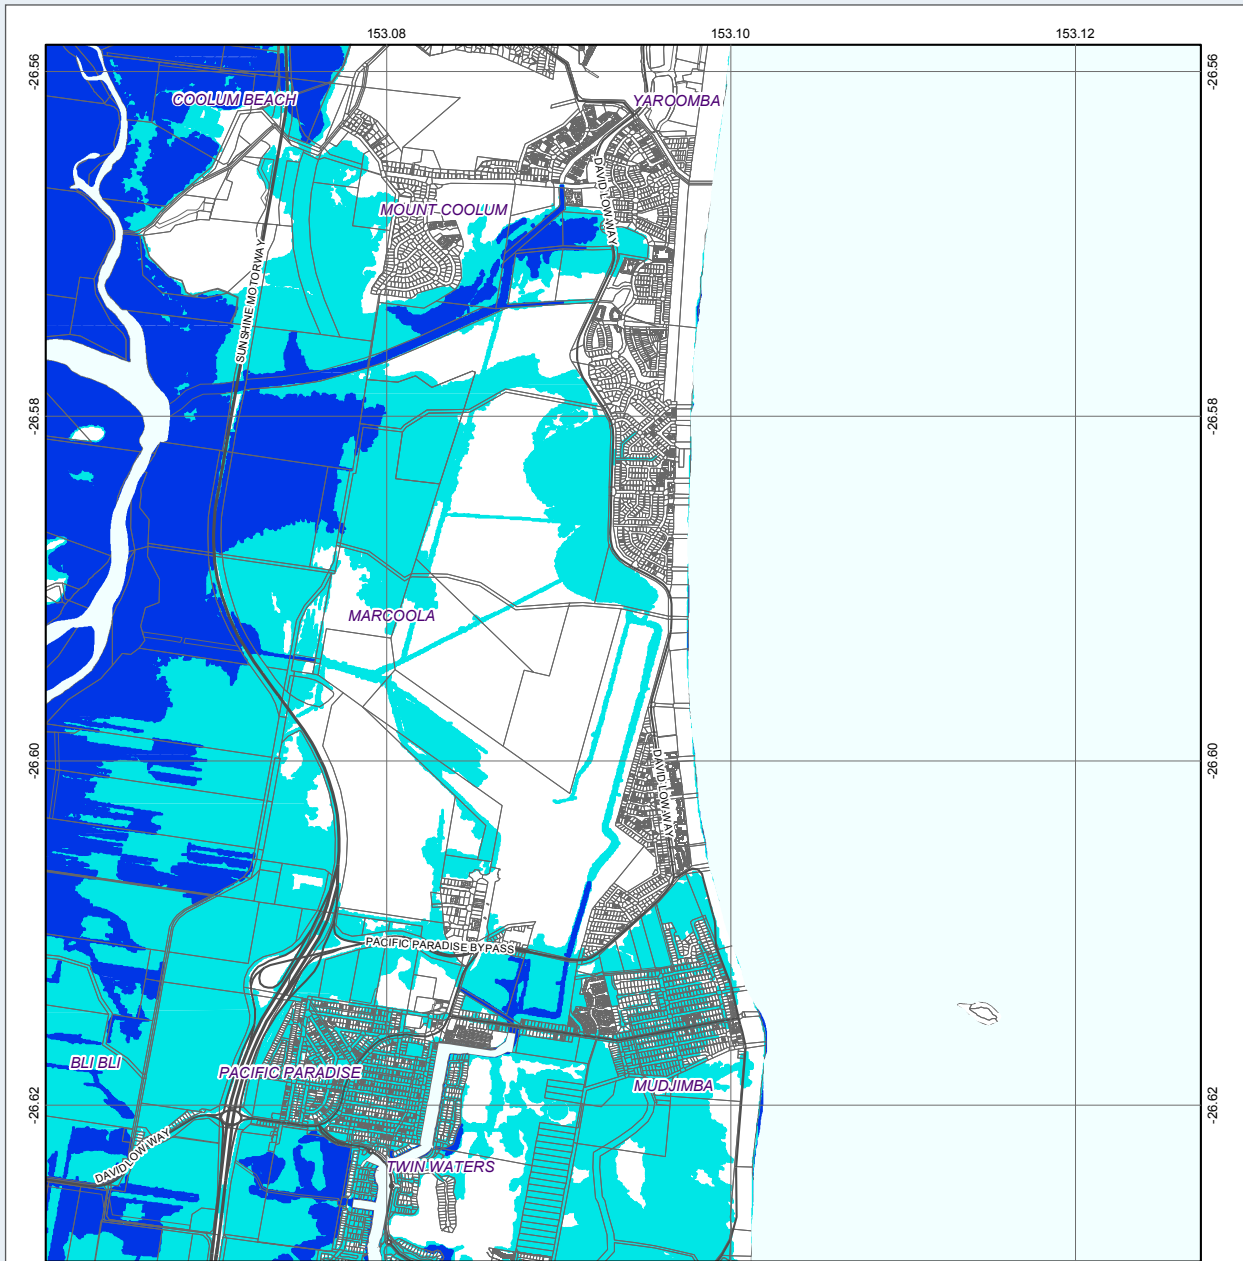 153.08
153.10
153.12
-26.56
-26.56
COOLUM BEACH
YAROOMBA
DAVID LOW WAY
MOUNT COOLUM
SUNSHINE MOTORWAY
-26.58
-26.58
MARCOOLA
-26.60
-26.60
DAVID LOW WAY
PACIFIC PARADISE BYPASS
BLI BLI
PACIFIC PARADISE
MUDJIMBA
-26.62
-26.62
DAVID LOW WAY
TWIN WATERS